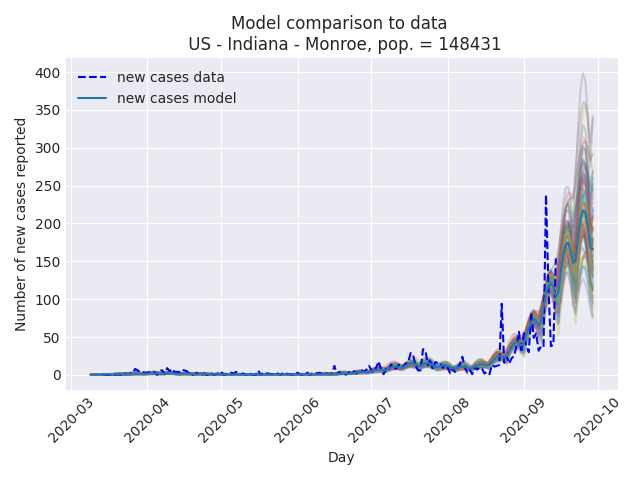 Model comparison to data
US - Indiana - Monroe, pop. = 148431
new cases data
new cases model
Number of new cases reported
400
350
300
250
200
150
100
50
0
2020-03
2020-04
2020-05
2020-06
2020-07
2020-08
2020-09
2020-10
Day